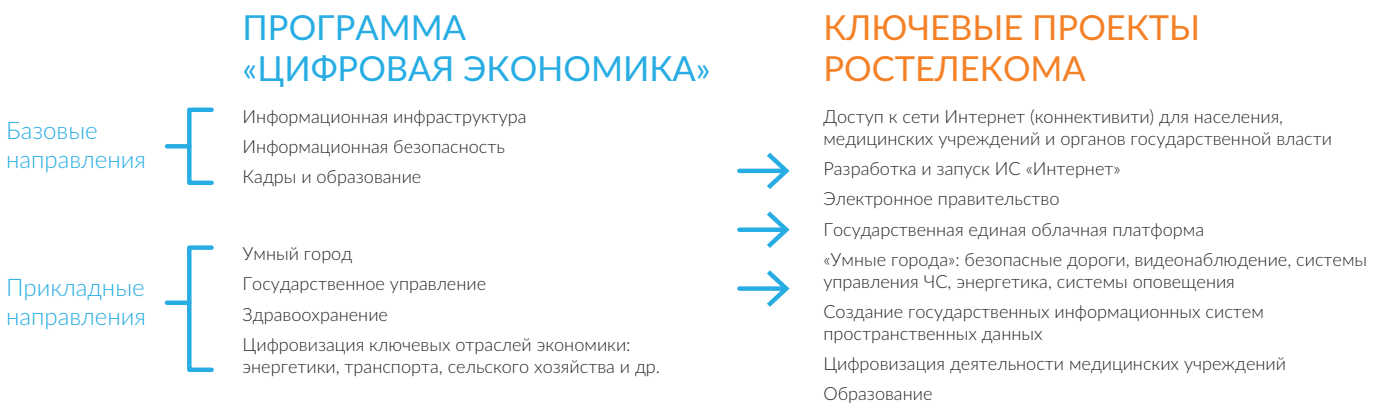 ПРОГРАММА
«ЦИФРОВАЯ ЭКОНОМИКА»
Базовые
направления
Информационная инфраструктура
Информационная безопасность
Кадры и образование
Прикладные
направления
Умный город
Государственное управление
Здравоохранение
Цифровизация ключевых отраслей экономики:
энергетики, транспорта, сельского хозяйства и др.
КЛЮЧЕВЫЕ ПРОЕКТЫ
РОСТЕЛЕКОМА
Доступ к сети Интернет (коннективити) для населения,
медицинских учреждений и органов государственной власти
Разработка и запуск ИС «Интернет»
Электронное правительство
Государственная единая облачная платформа
«Умные города»: безопасные дороги, видеонаблюдение, системы
управления ЧС, энергетика, системы оповещения
Создание государственных информационных систем
пространственных данных
Цифровизация деятельности медицинских учреждений
Образование